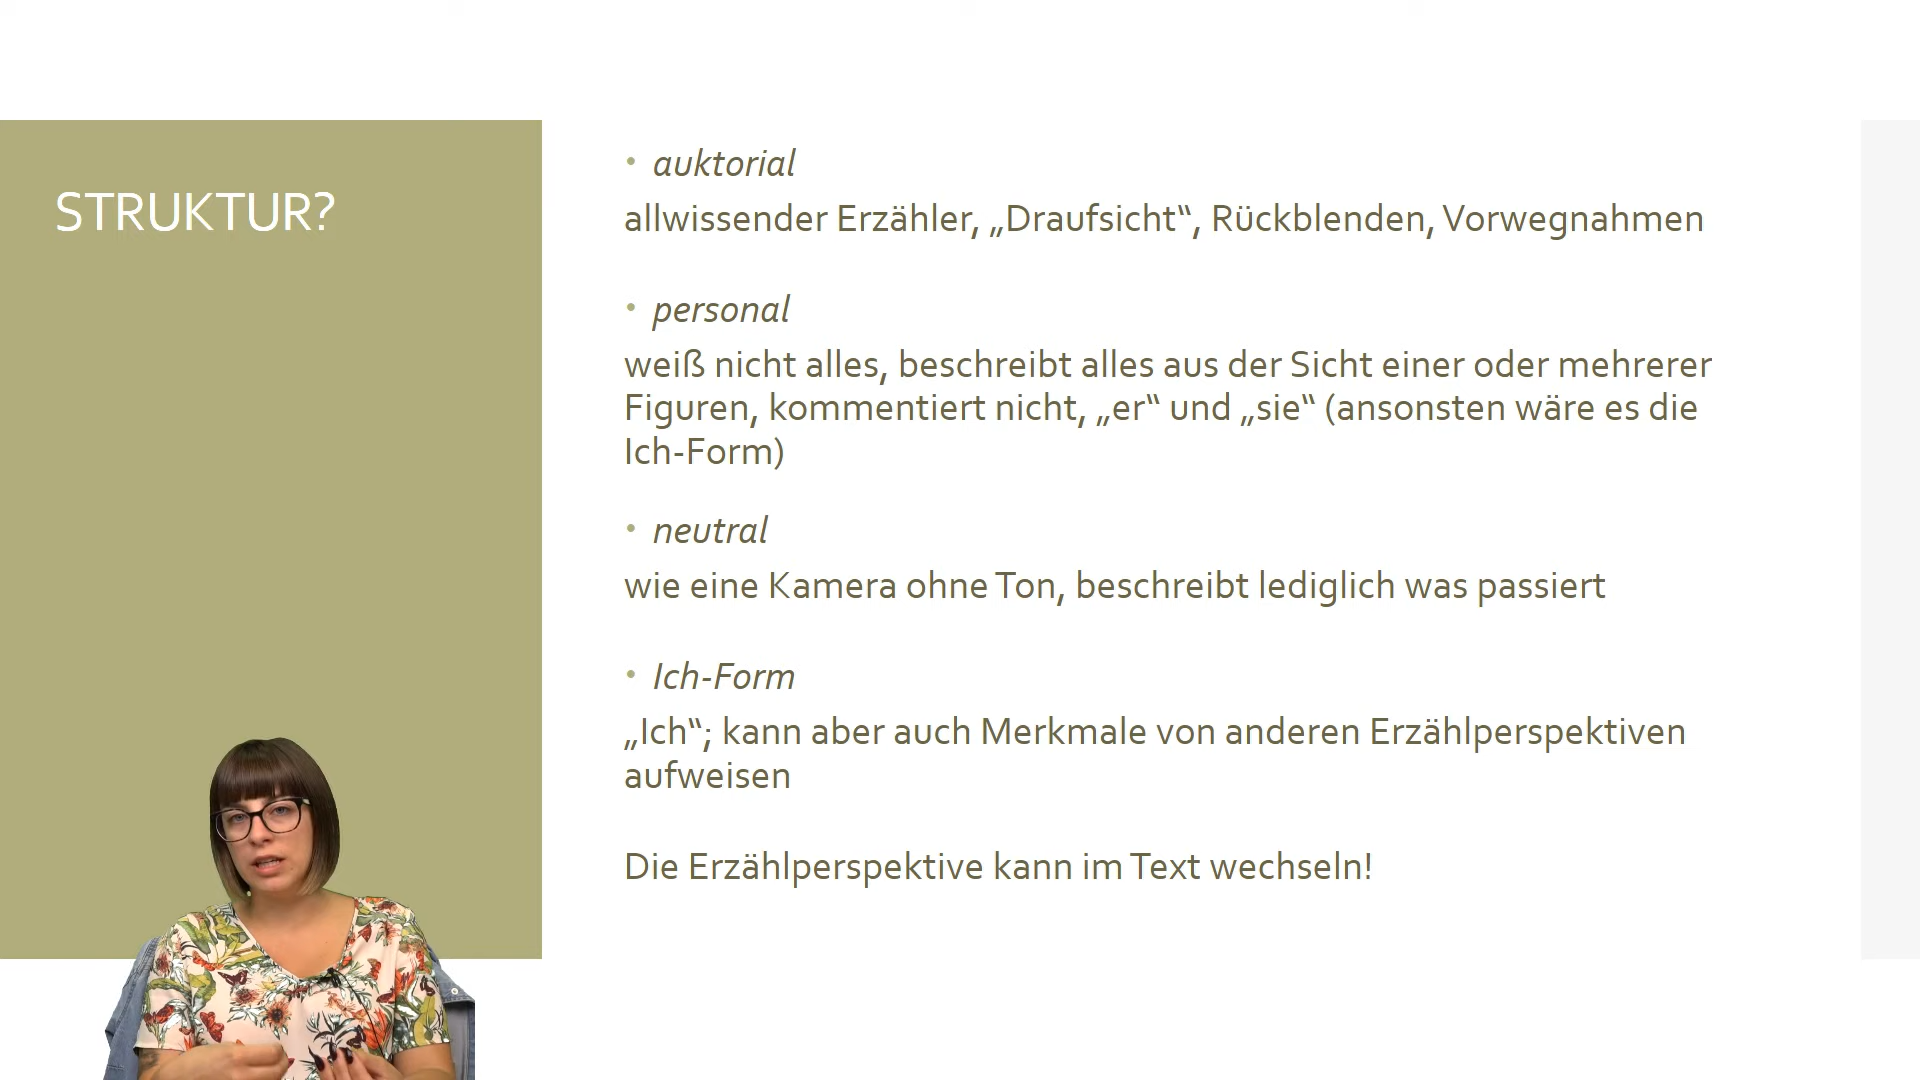 STRUKTUR?
• auktorial
allwissender Erzähler, „Draufsicht“, Rückblenden, Vorwegnahmen
• personal
weiß nicht alles, beschreibt alles aus der Sicht einer oder mehrerer
Figuren, kommentiert nicht, „er“ und „sie“ (ansonsten wäre es die
Ich-Form)
• neutral
wie eine Kamera ohne Ton, beschreibt lediglich was passiert
• Ich-Form
„Ich“; kann aber auch Merkmale von anderen Erzählperspektiven
aufweisen
Die Erzählperspektive kann im Text wechseln!